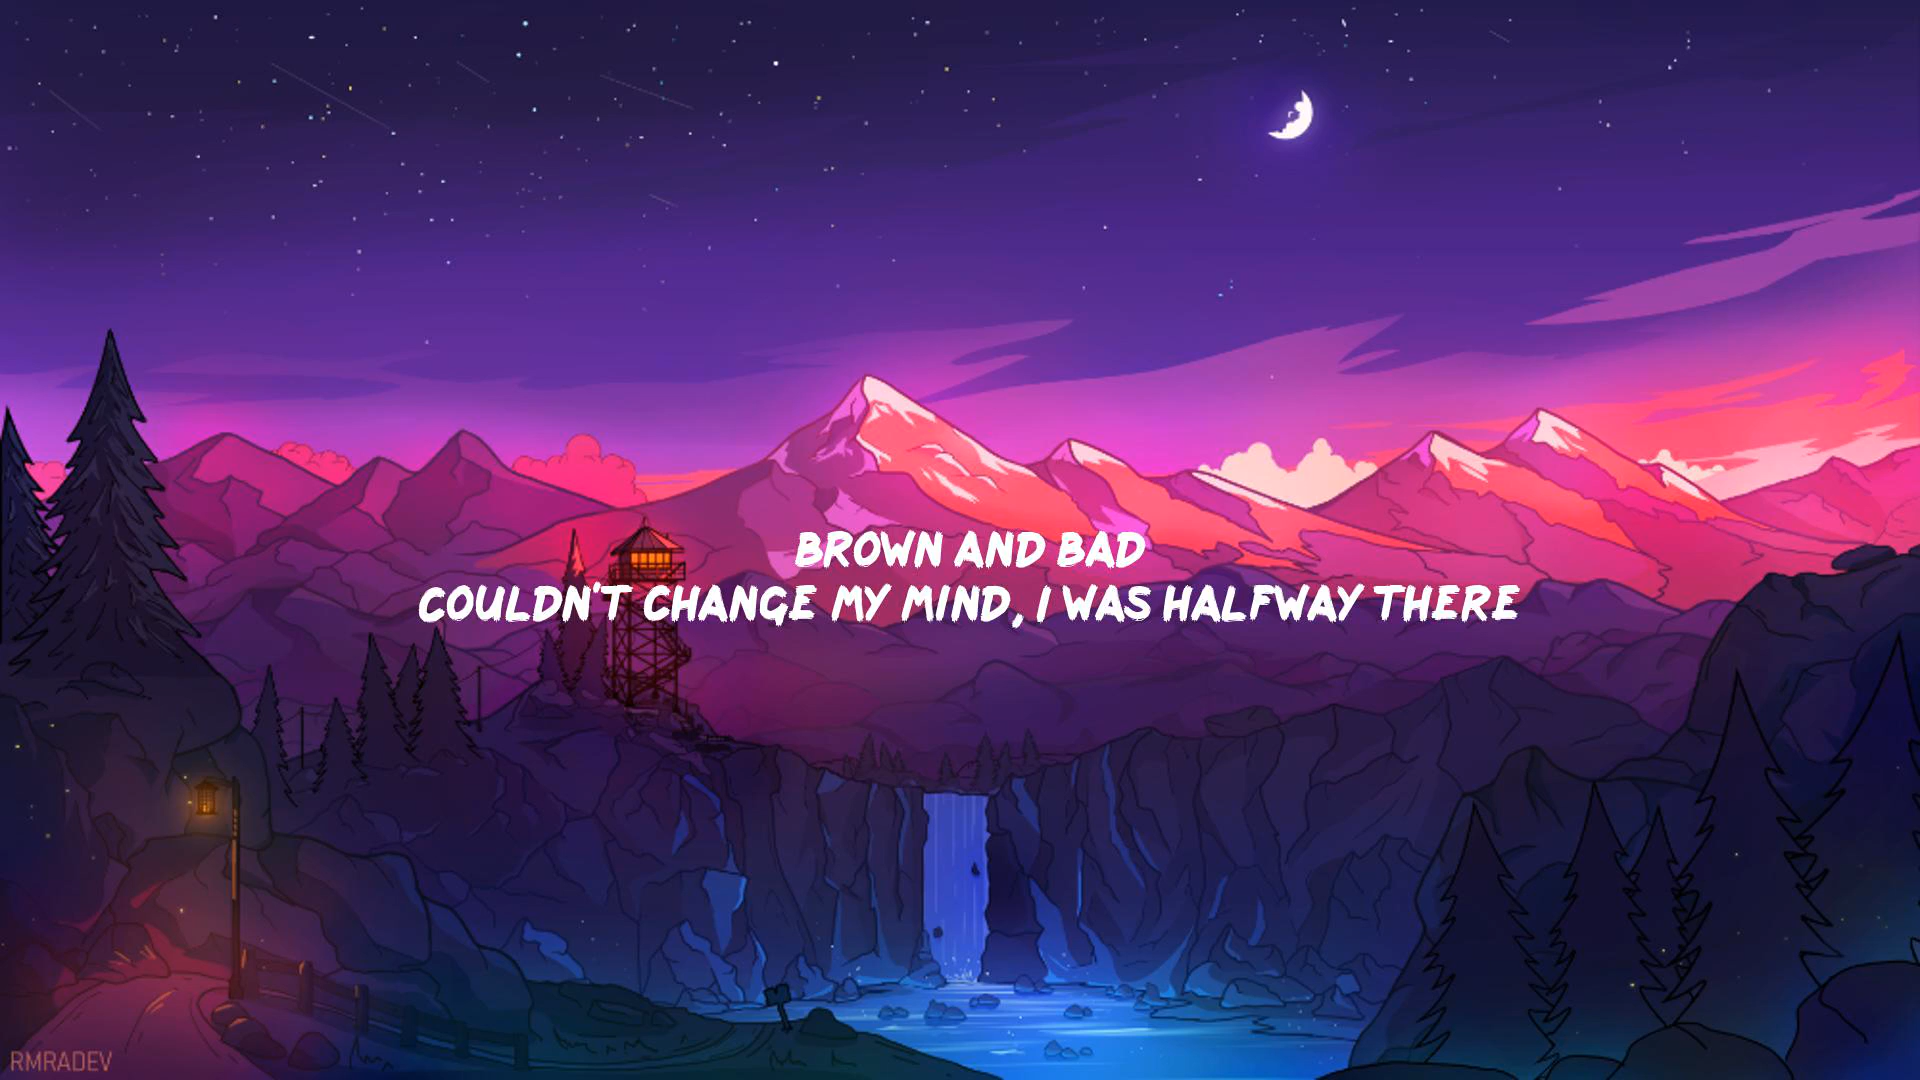 BROWN AND BAD
COULDN'T CHANGE MY MIND, I WAS HALFWAY THERE
RMRADEV